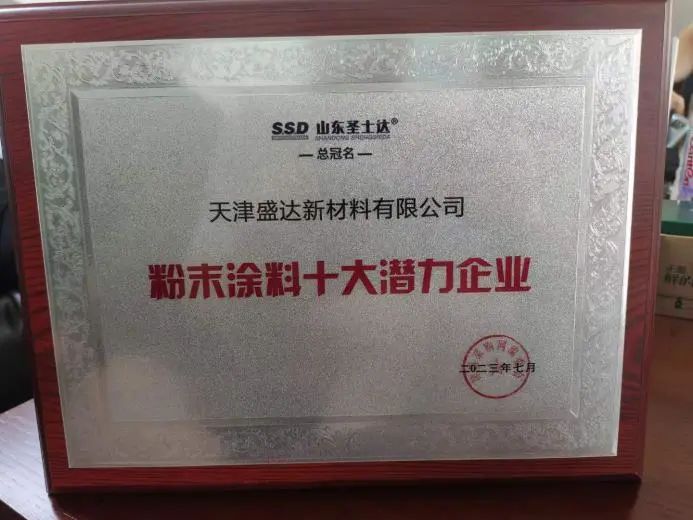 SSD 山东圣士达®
SHANDONG SHENGSHIDA
—总冠名—
天津盛达新材料有限公司
粉末涂料十大潜力企业
二0二三年七月